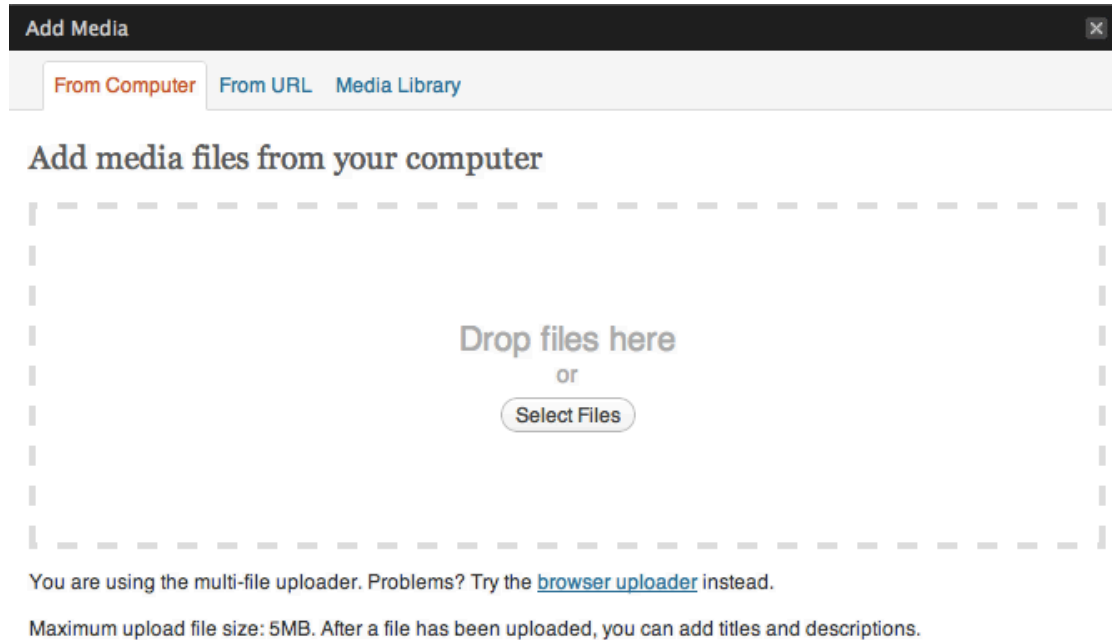 Add Media
From Computer From URL Media Library
Add media files from your computer
Drop files here
or
Select Files
You are using the multi-file uploader. Problems? Try the browser uploader instead.
Maximum upload file size: 5MB. After a file has been uploaded, you can add titles and descriptions.